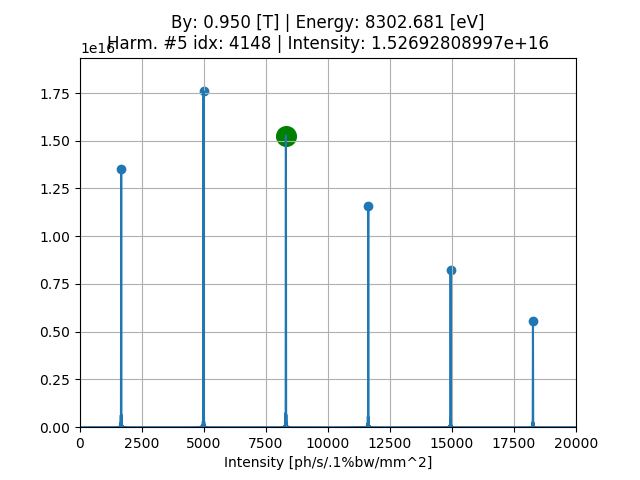 By: 0.950 [T] | Energy: 8302.681 [eV]
Harm. #5 idx: 4148 | Intensity: 1.52692808997e+16
1e16
1.75
1.50
1.25
1.00
0.75
0.50
0.25
0.00
0 2500 5000 7500 10000 12500 15000 17500 20000
Intensity [ph/s/.1%bw/mm^2]